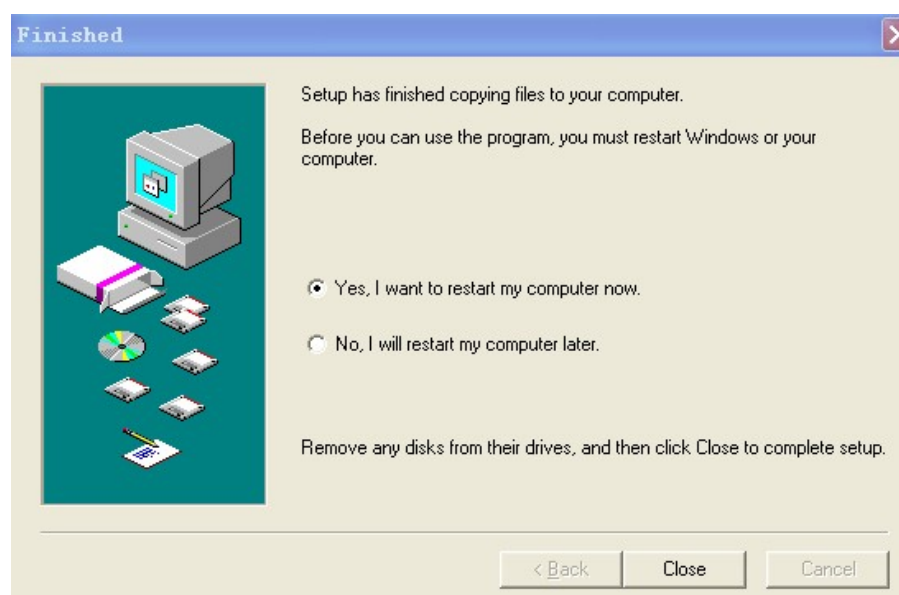 Finished
Setup has finished copying files to your computer.
Before you can use the program, you must restart Windows or your
computer.
Yes, I want to restart my computer now.
No, I will restart my computer later.
Remove any disks from their drives, and then click Close to complete setup.
< Back
Close
Cancel